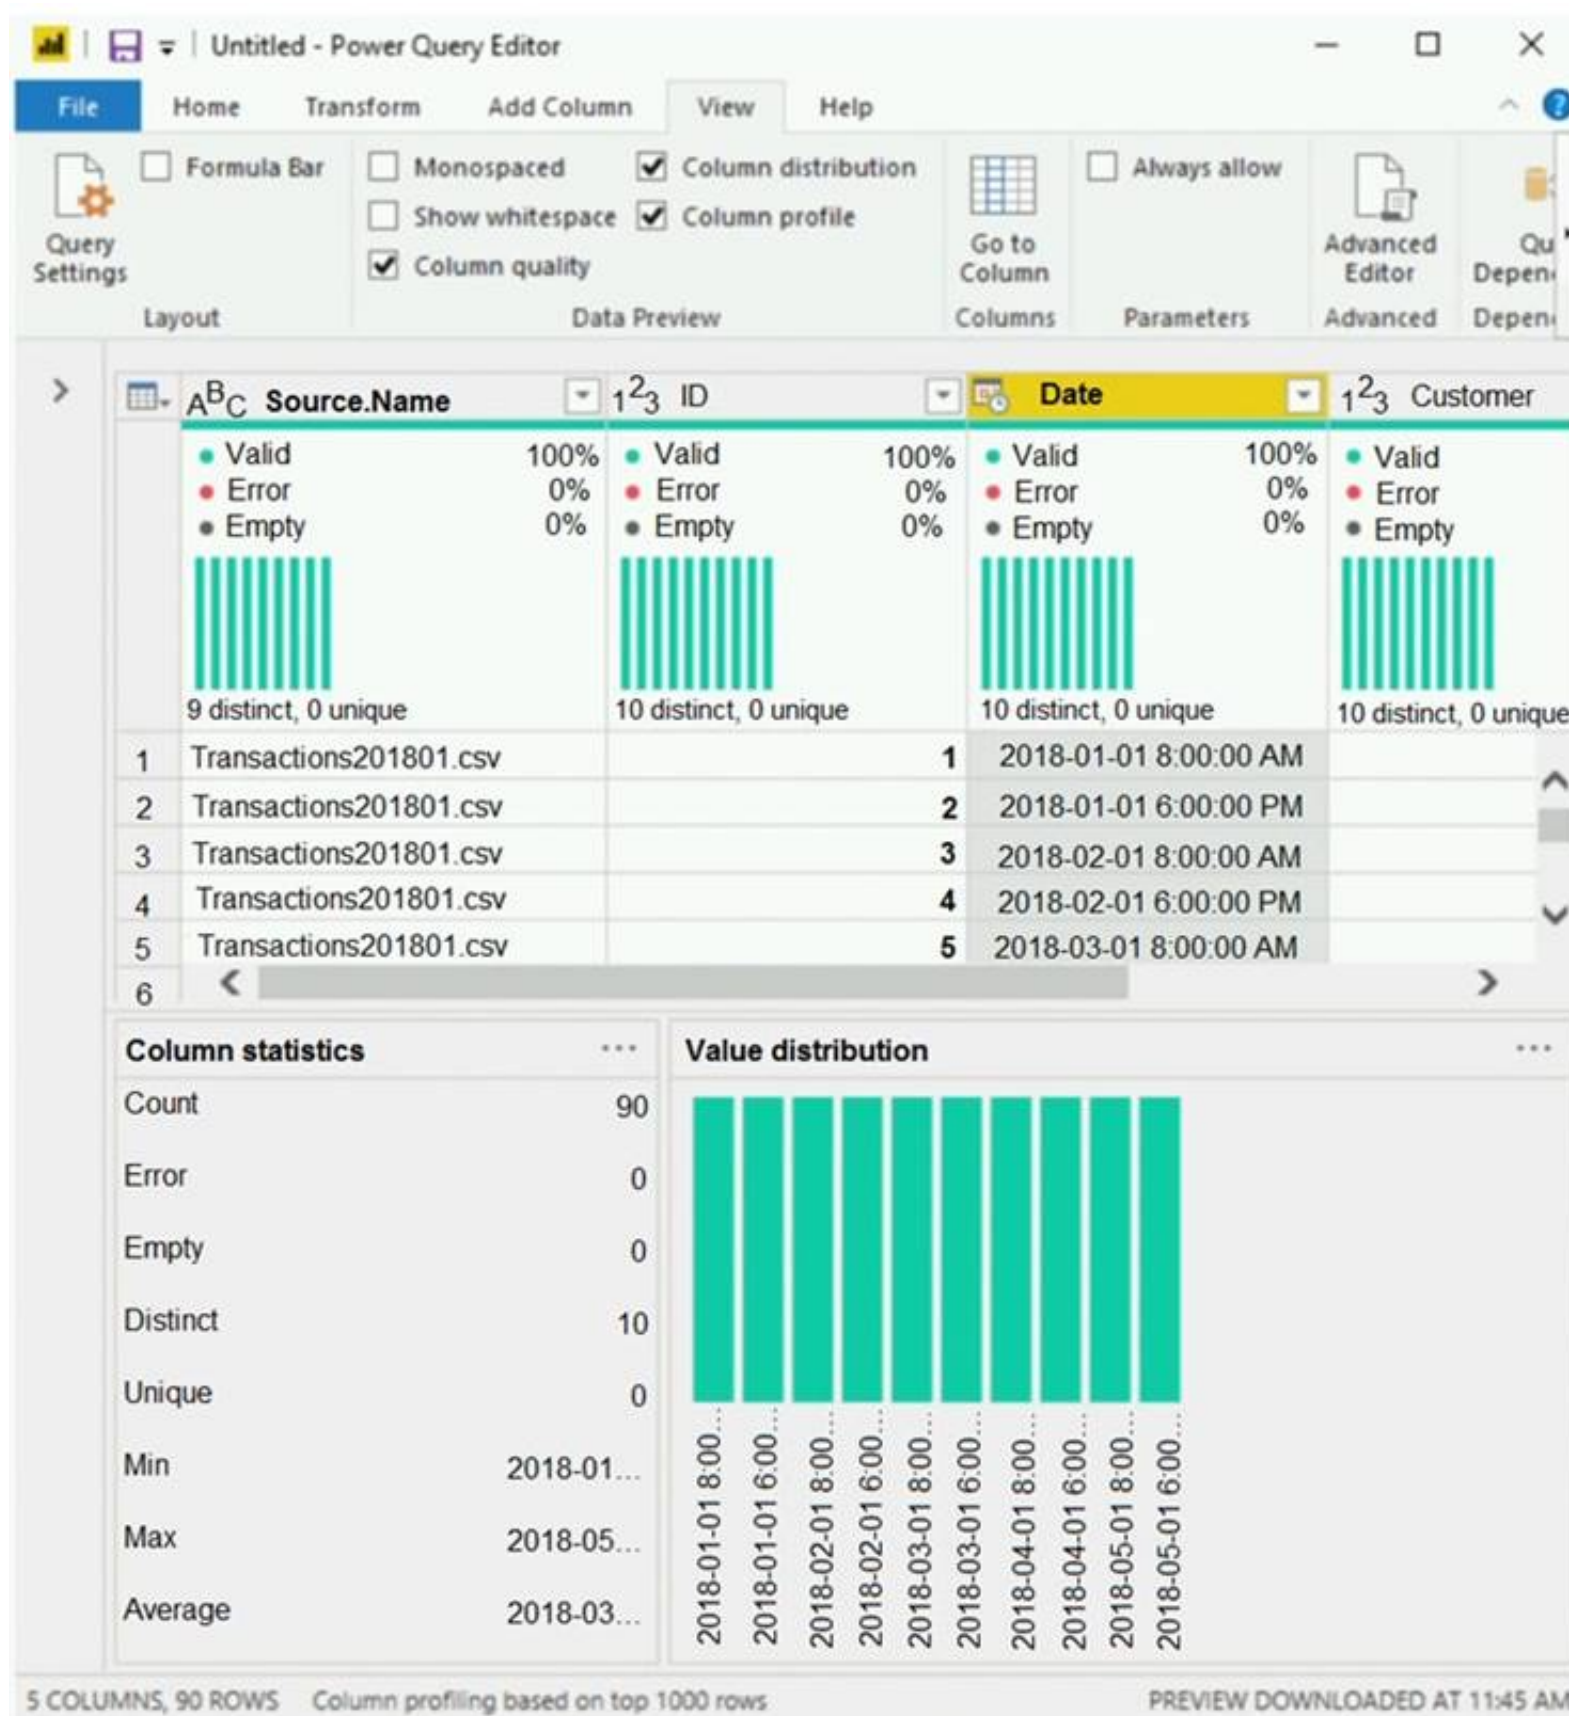 Untitled - Power Query Editor
File Home Transform Add Column View Help
Formula Bar Monospaced Column distribution Always allow
Show whitespace Column profile
Column quality
Query Settings Go to Column Advanced Editor Qu Depen
Layout Data Preview Columns Parameters Advanced Depen
ABC Source.Name 123 ID Date 123 Customer
Valid 100% Valid 100% Valid 100% Valid
Error 0% Error 0% Error 0% Error
Empty 0% Empty 0% Empty 0% Empty
9 distinct, 0 unique 10 distinct, 0 unique 10 distinct, 0 unique 10 distinct, 0 unique
1 Transactions201801.csv 1 2018-01-01 8:00:00 AM
2 Transactions201801.csv 2 2018-01-01 6:00:00 PM
3 Transactions201801.csv 3 2018-02-01 8:00:00 AM
4 Transactions201801.csv 4 2018-02-01 6:00:00 PM
5 Transactions201801.csv 5 2018-03-01 8:00:00 AM
6
Column statistics ... Value distribution ...
Count 90
Error 0
Empty 0
Distinct 10
Unique 0
Min 2018-01...
Max 2018-05...
Average 2018-03...
2018-01-01 8:00...
2018-01-01 6:00...
2018-02-01 8:00...
2018-02-01 6:00...
2018-03-01 8:00...
2018-03-01 6:00...
2018-04-01 8:00...
2018-04-01 6:00...
2018-05-01 8:00...
2018-05-01 6:00...
5 COLUMNS, 90 ROWS Column profiling based on top 1000 rows PREVIEW DOWNLOADED AT 11:45 AM